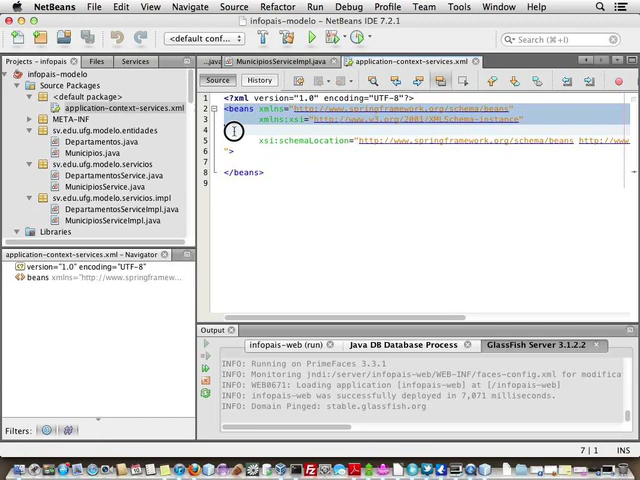 NetBeans File Edit View Navigate Source Refactor Run Debug Profile Team Tools Window Help
infopais-modelo - NetBeans IDE 7.2.1
<default conf...
Search (⌘+I)
Projects - infopais Files Services
...java MunicipiosServiceImpl.java application-context-services.xml
infopais-modelo
Source Packages
<default package>
application-context-services.xml
META-INF
sv.edu.ufg.modelo.entidades
Departamentos.java
Municipios.java
sv.edu.ufg.modelo.servicios
DepartamentosService.java
MunicipiosService.java
sv.edu.ufg.modelo.servicios.impl
DepartamentosServiceImpl.java
MunicipiosServiceImpl.java
Libraries
Source History
1 <?xml version="1.0" encoding="UTF-8"?>
2 <beans xmlns="http://www.springframework.org/schema/beans"
3 xmlns:xsi="http://www.w3.org/2001/XMLSchema-instance"
4
5 xsi:schemaLocation="http://www.springframework.org/schema/beans http://www.
6 ">
7
8 </beans>
9
application-context-services.xml - Navigator
version="1.0" encoding="UTF-8"
beans xmlns="http://www.springframew...
Filters:
Output
infopais-web (run) Java DB Database Process GlassFish Server 3.1.2.2
INFO: Running on PrimeFaces 3.3.1
INFO: Monitoring jndi:/server/infopais-web/WEB-INF/faces-config.xml for modifica
INFO: WEB0671: Loading application [infopais-web] at [/infopais-web]
INFO: infopais-web was successfully deployed in 7,071 milliseconds.
INFO: Domain Pinged: stable.glassfish.org
7 | 1 INS